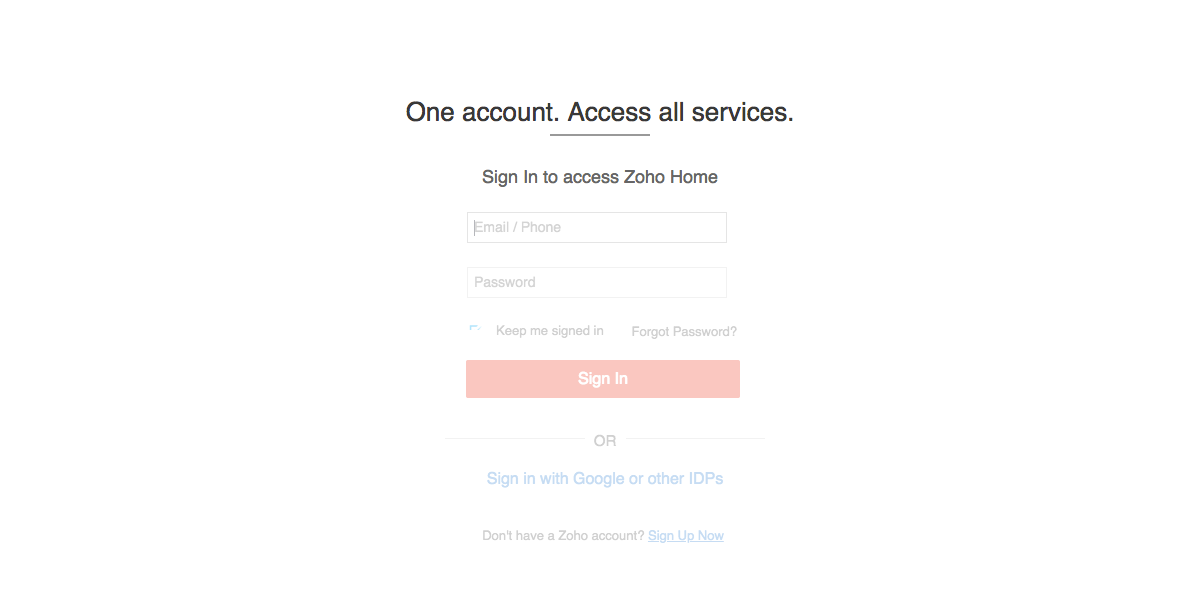 One account. Access all services.
Sign In to access Zoho Home
Email / Phone
Password
Keep me signed in Forgot Password?
Sign In
OR
Sign in with Google or other IDPs
Don't have a Zoho account? Sign Up Now